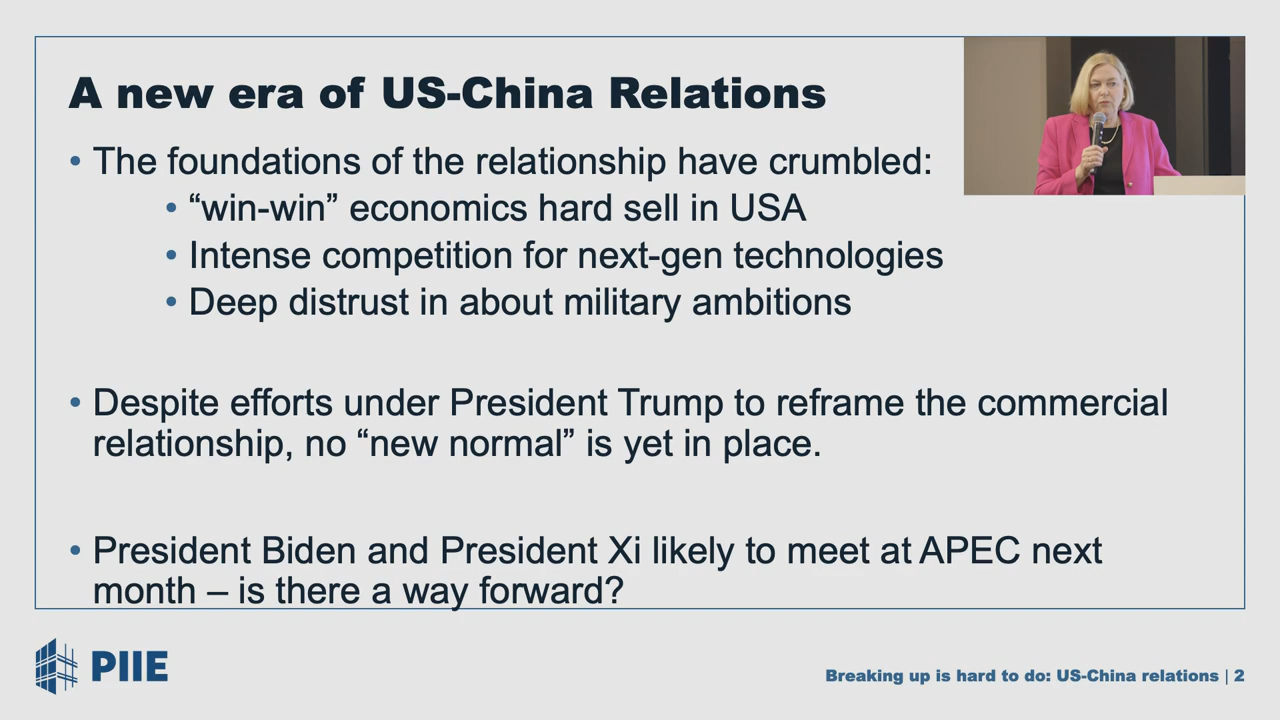 A new era of US-China Relations
• The foundations of the relationship have crumbled:
• “win-win” economics hard sell in USA
• Intense competition for next-gen technologies
• Deep distrust in about military ambitions
• Despite efforts under President Trump to reframe the commercial
relationship, no “new normal” is yet in place.
• President Biden and President Xi likely to meet at APEC next
month – is there a way forward?
PIIE
Breaking up is hard to do: US-China relations | 2